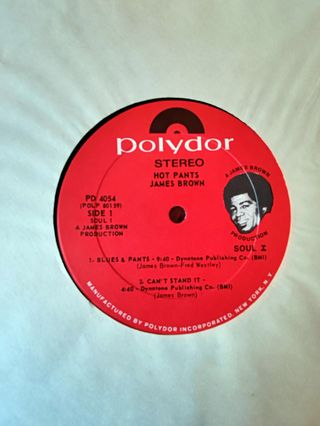 polydor
STEREO
HOT PANTS
JAMES BROWN
PD 4054
(POLP 80159)
SIDE 1
SOUL I
A JAMES BROWN
PRODUCTION
A JAMES BROWN
PRODUCTION
SOUL I
1. BLUES & PANTS - 9:40 - Dynatone Publishing Co. (BMI)
(James Brown-Fred Westley)
2. CAN'T STAND IT -
4:40 - Dynatone Publishing Co. (BMI)
(James Brown)
MANUFACTURED BY POLYDOR INCORPORATED, NEW YORK, N.Y.